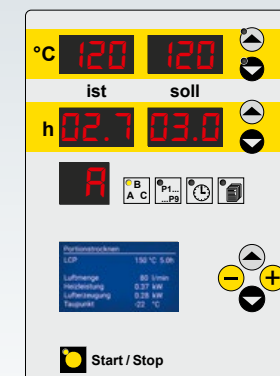 °C 120 120
ist soll
h 02.7 03.0
A B A C P1... ...P9
Portionstrocknen
LCP 150 °C 5.0h
Luftmenge 80 l/min
Heizleistung 0.37 kW
Lufterzeugung 0.28 kW
Taupunkt -22 °C
− +
Start / Stop